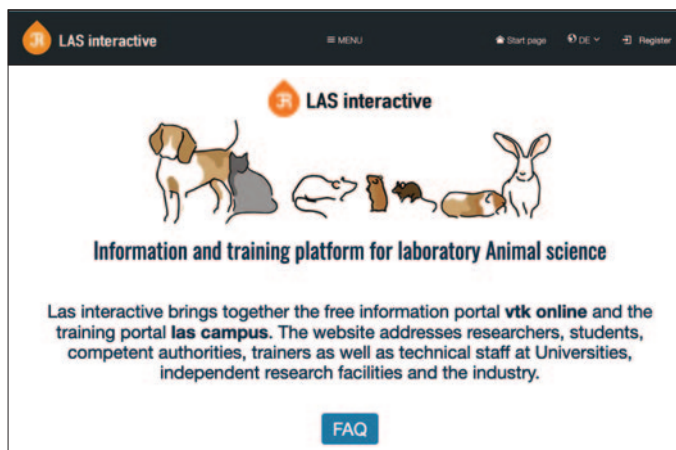 3R LAS interactive MENU Start page DE Register
3R LAS interactive
Information and training platform for laboratory Animal science
Las interactive brings together the free information portal vtk online and the
training portal las campus. The website addresses researchers, students,
competent authorities, trainers as well as technical staff at Universities,
independent research facilities and the industry.
FAQ